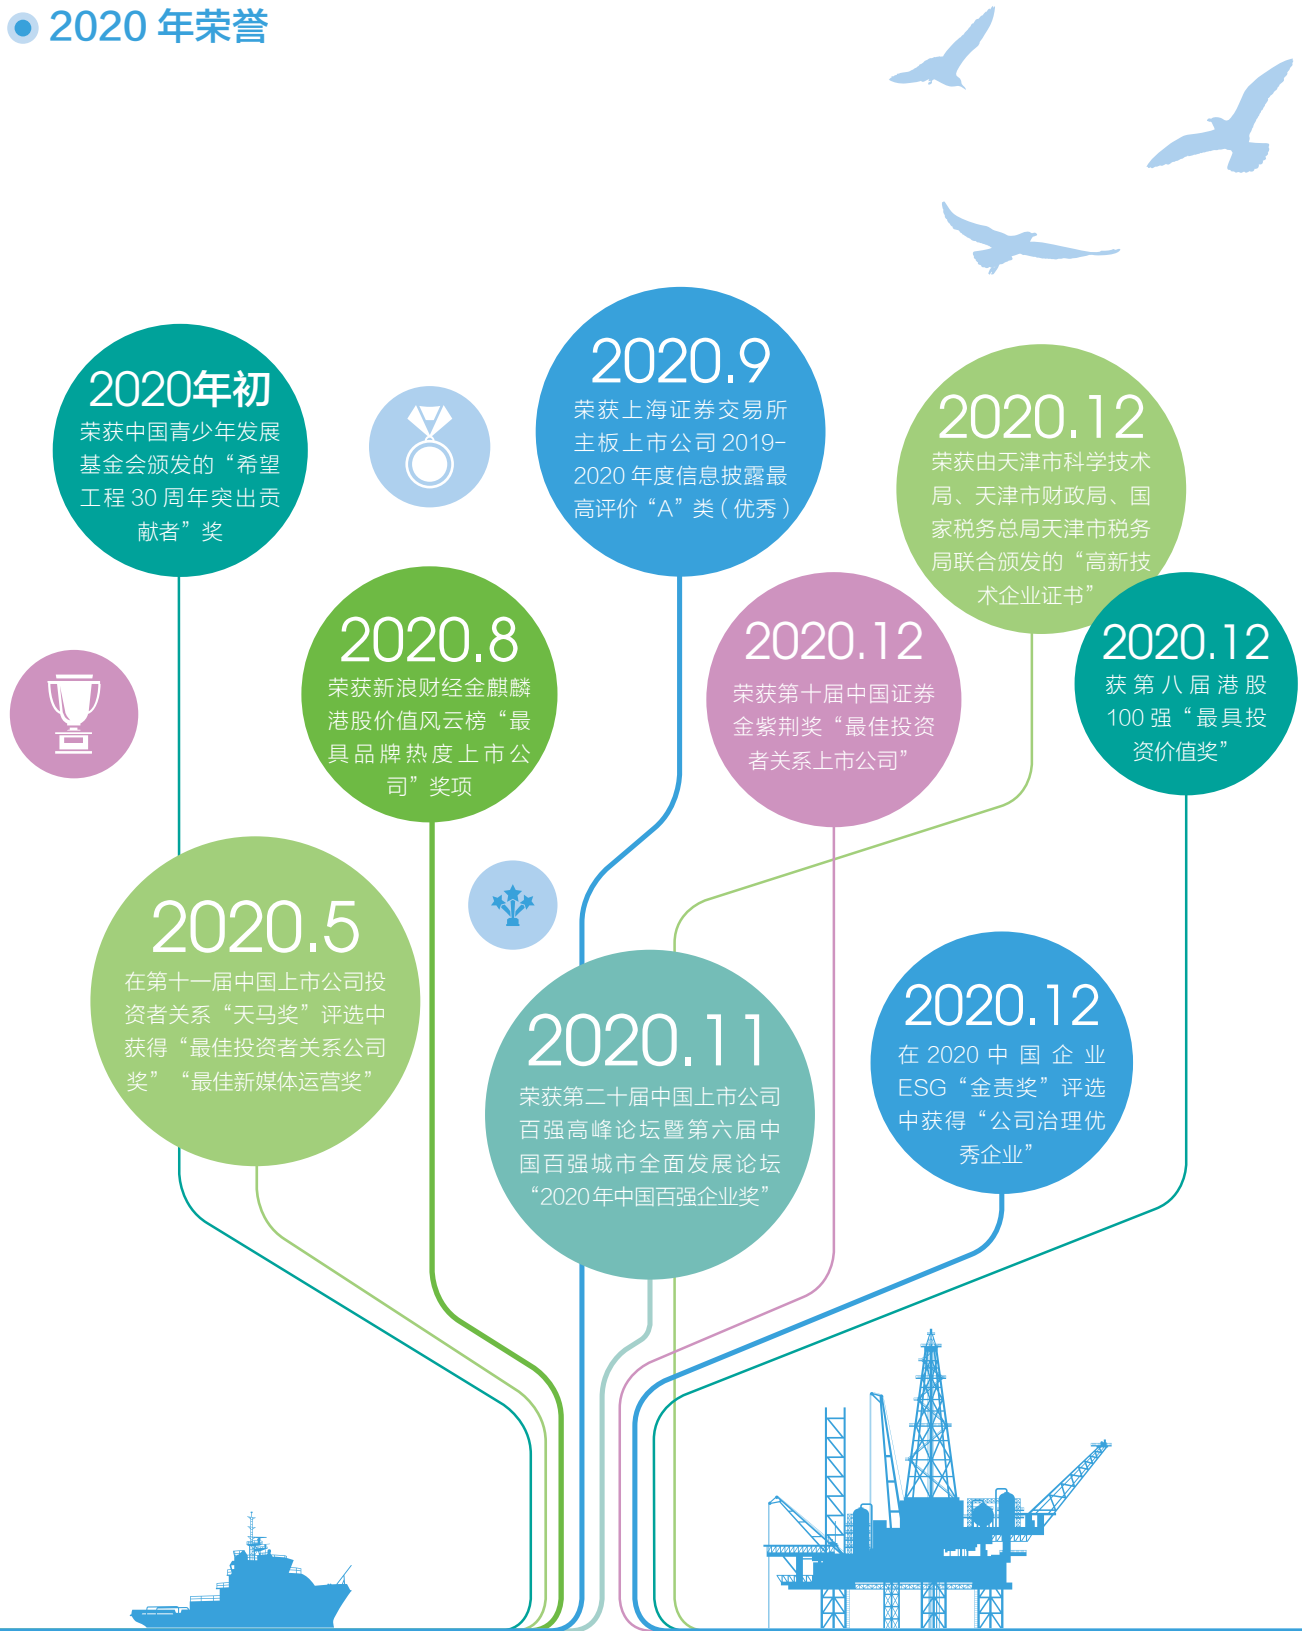 2020 年荣誉
2020年初
荣获中国青少年发展
基金会颁发的“希望
工程 30 周年突出贡
献者”奖
2020.9
荣获上海证券交易所
主板上市公司 2019-
2020 年度信息披露最
高评价“A”类(优秀)
2020.12
荣获由天津市科学技术
局、天津市财政局、国
家税务总局天津市税务
局联合颁发的“高新技
术企业证书”
2020.8
荣获新浪财经金麒麟
港股价值风云榜“最
具品牌热度上市公
司”奖项
2020.12
荣获第十届中国证券
金紫荆奖“最佳投资
者关系上市公司”
2020.12
获第八届港股
100 强“最具投
资价值奖”
2020.5
在第十一届中国上市公司投
资者关系“天马奖”评选中
获得“最佳投资者关系公司
奖”“最佳新媒体运营奖”
2020.11
荣获第二十届中国上市公司
百强高峰论坛暨第六届中
国百强城市全面发展论坛
“2020 年中国百强企业奖”
2020.12
在 2020 中国企业
ESG“金责奖”评选
中获得“公司治理优
秀企业”